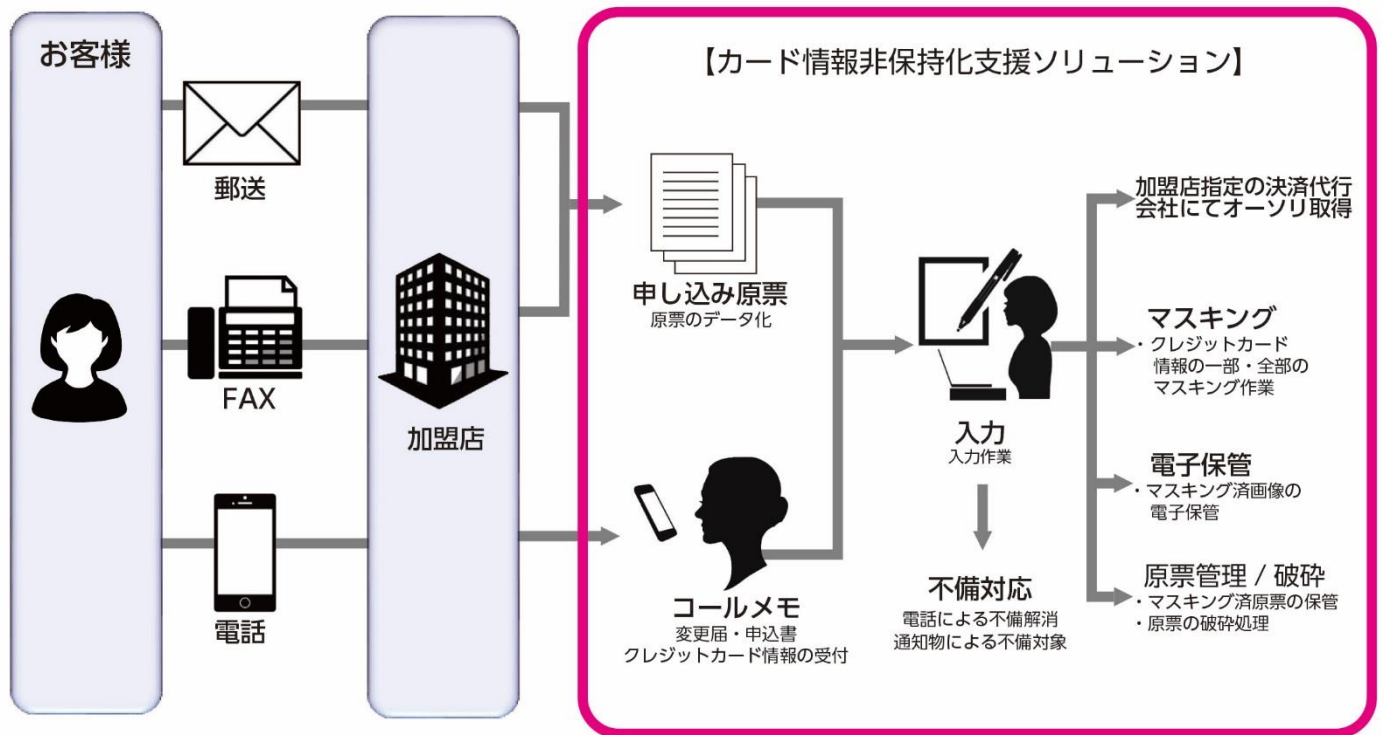 お客様
郵送
FAX
電話
加盟店
【カード情報非保持化支援ソリューション】
申し込み原票
原票のデータ化
コールメモ
変更届・申込書
クレジットカード情報の受付
入力
入力作業
不備対応
電話による不備解消
通知物による不備対象
加盟店指定の決済代行
会社にてオーソリ取得
マスキング
・クレジットカード
情報の一部・全部の
マスキング作業
電子保管
・マスキング済画像の
電子保管
原票管理 / 破砕
・マスキング済原票の保管
・原票の破砕処理